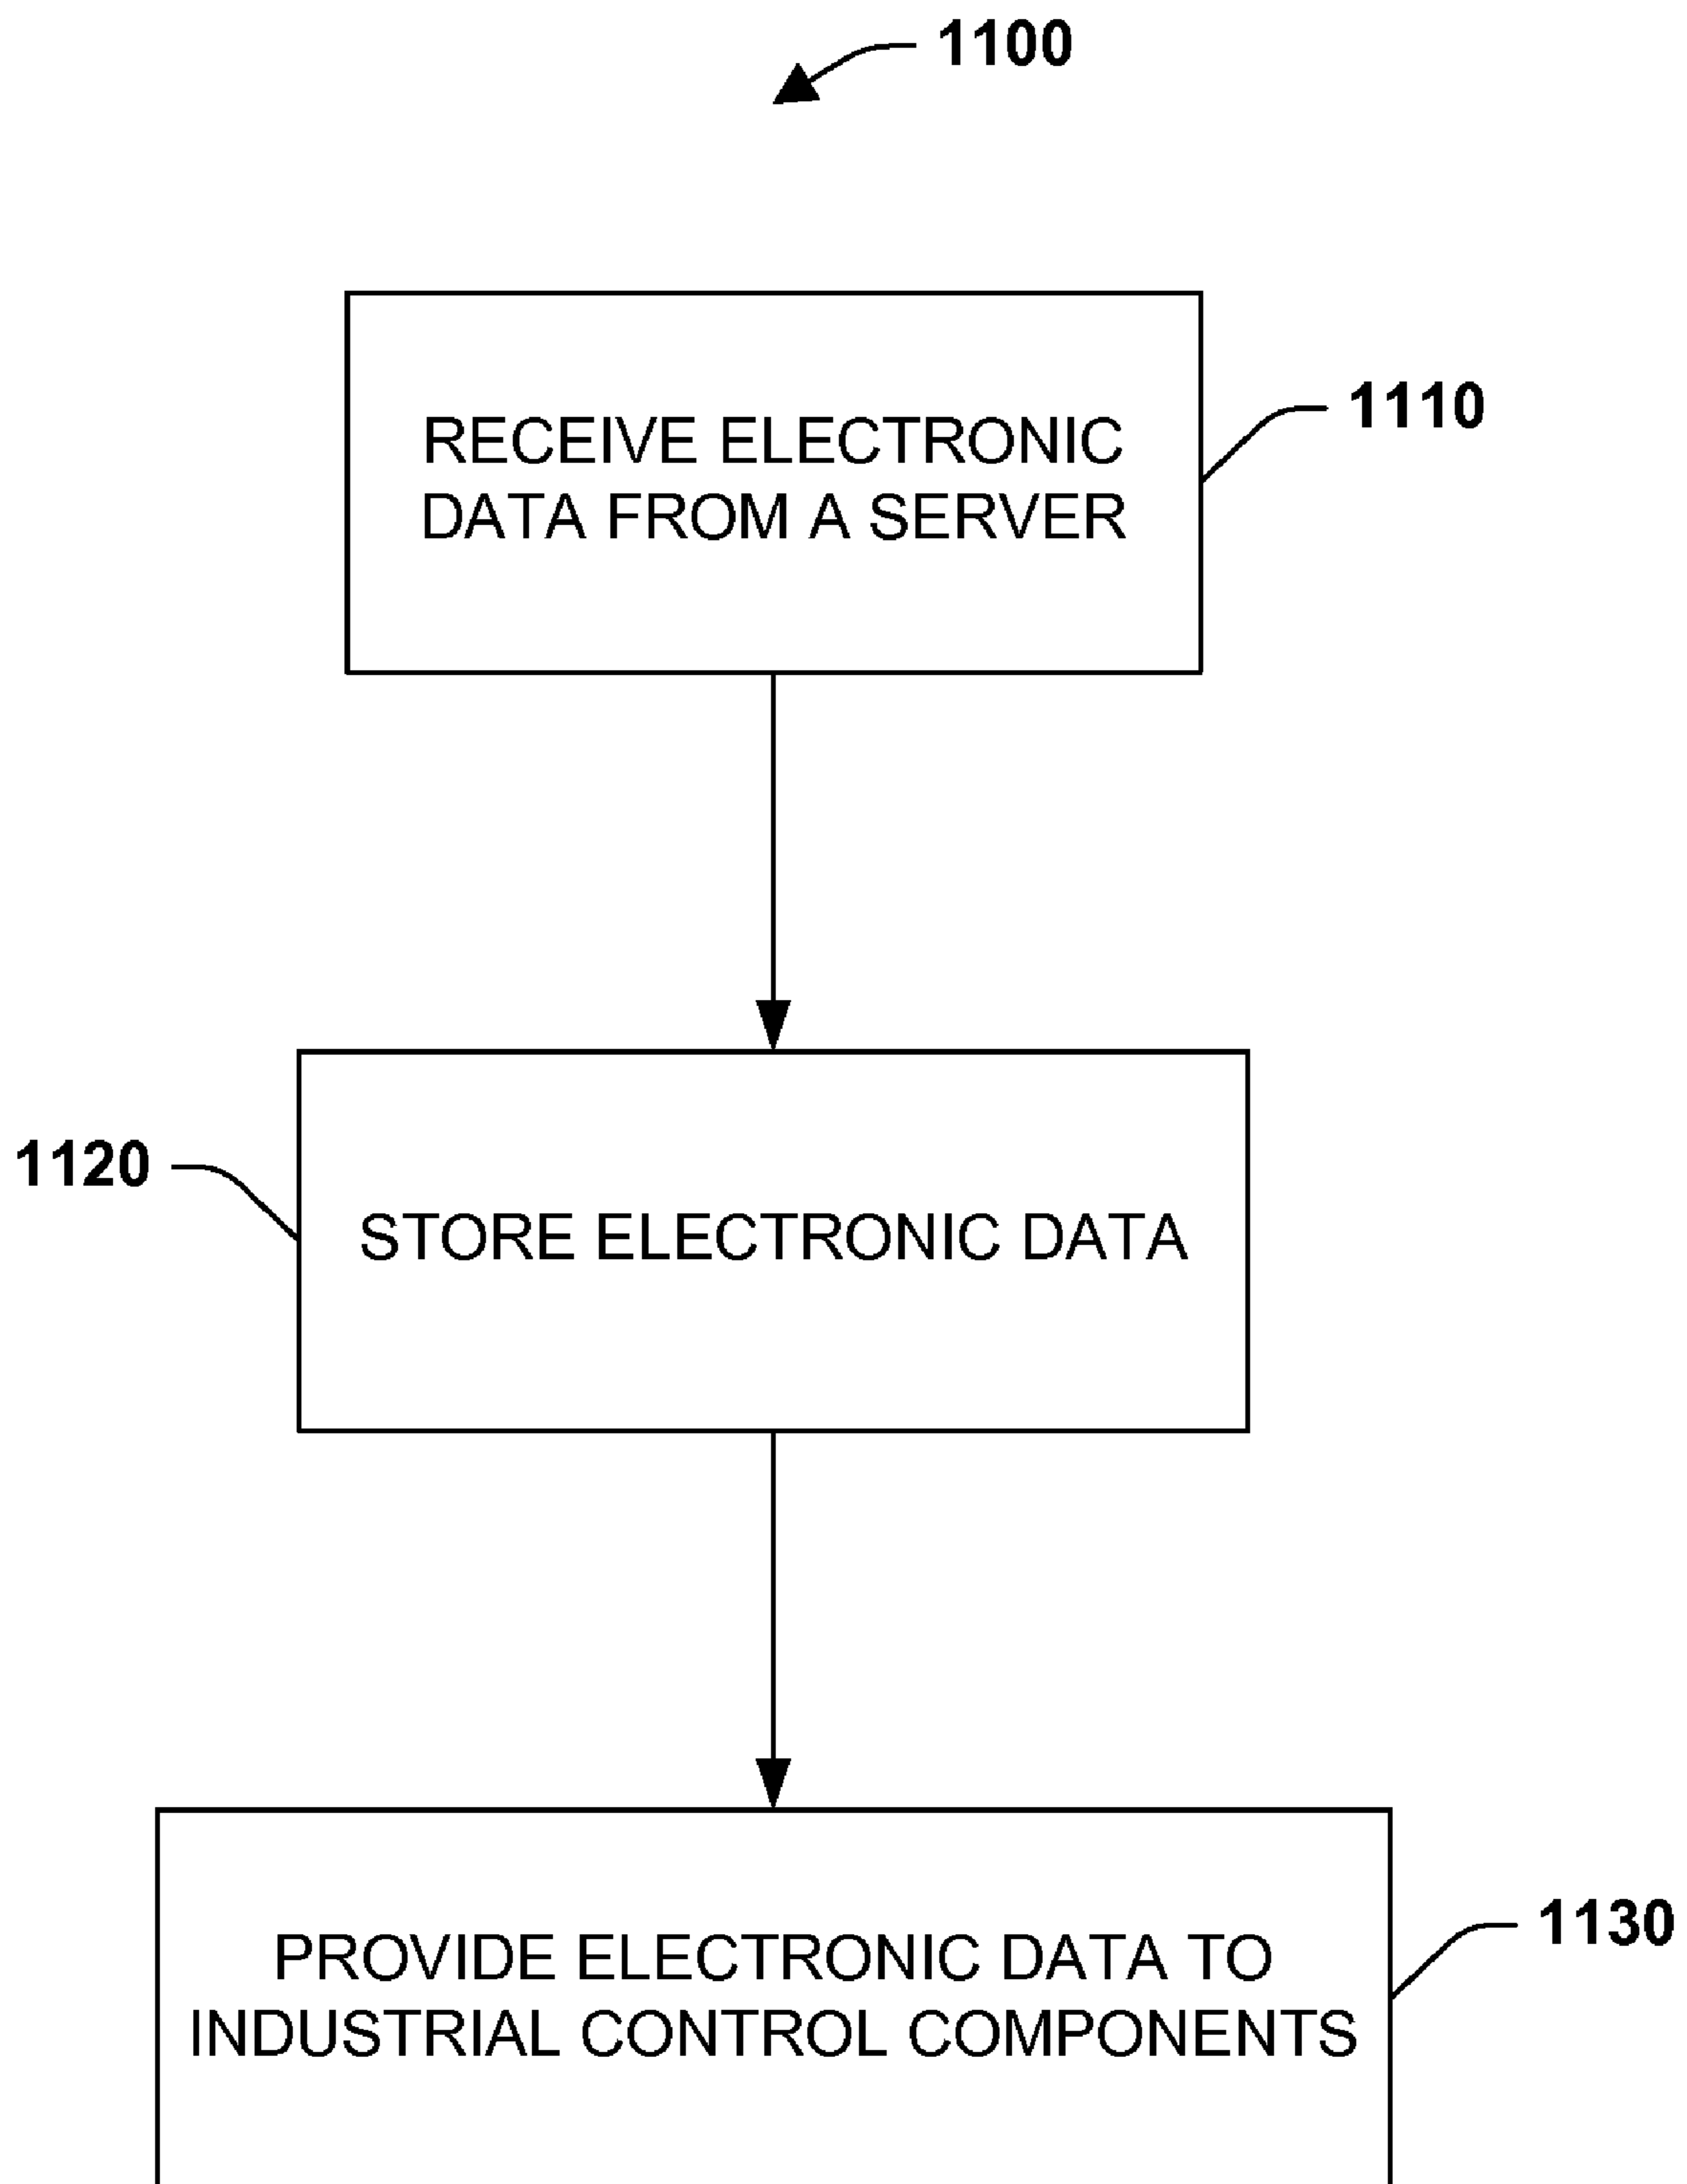 1100
RECEIVE ELECTRONIC
DATA FROM A SERVER
1110
1120
STORE ELECTRONIC DATA
PROVIDE ELECTRONIC DATA TO
INDUSTRIAL CONTROL COMPONENTS
1130